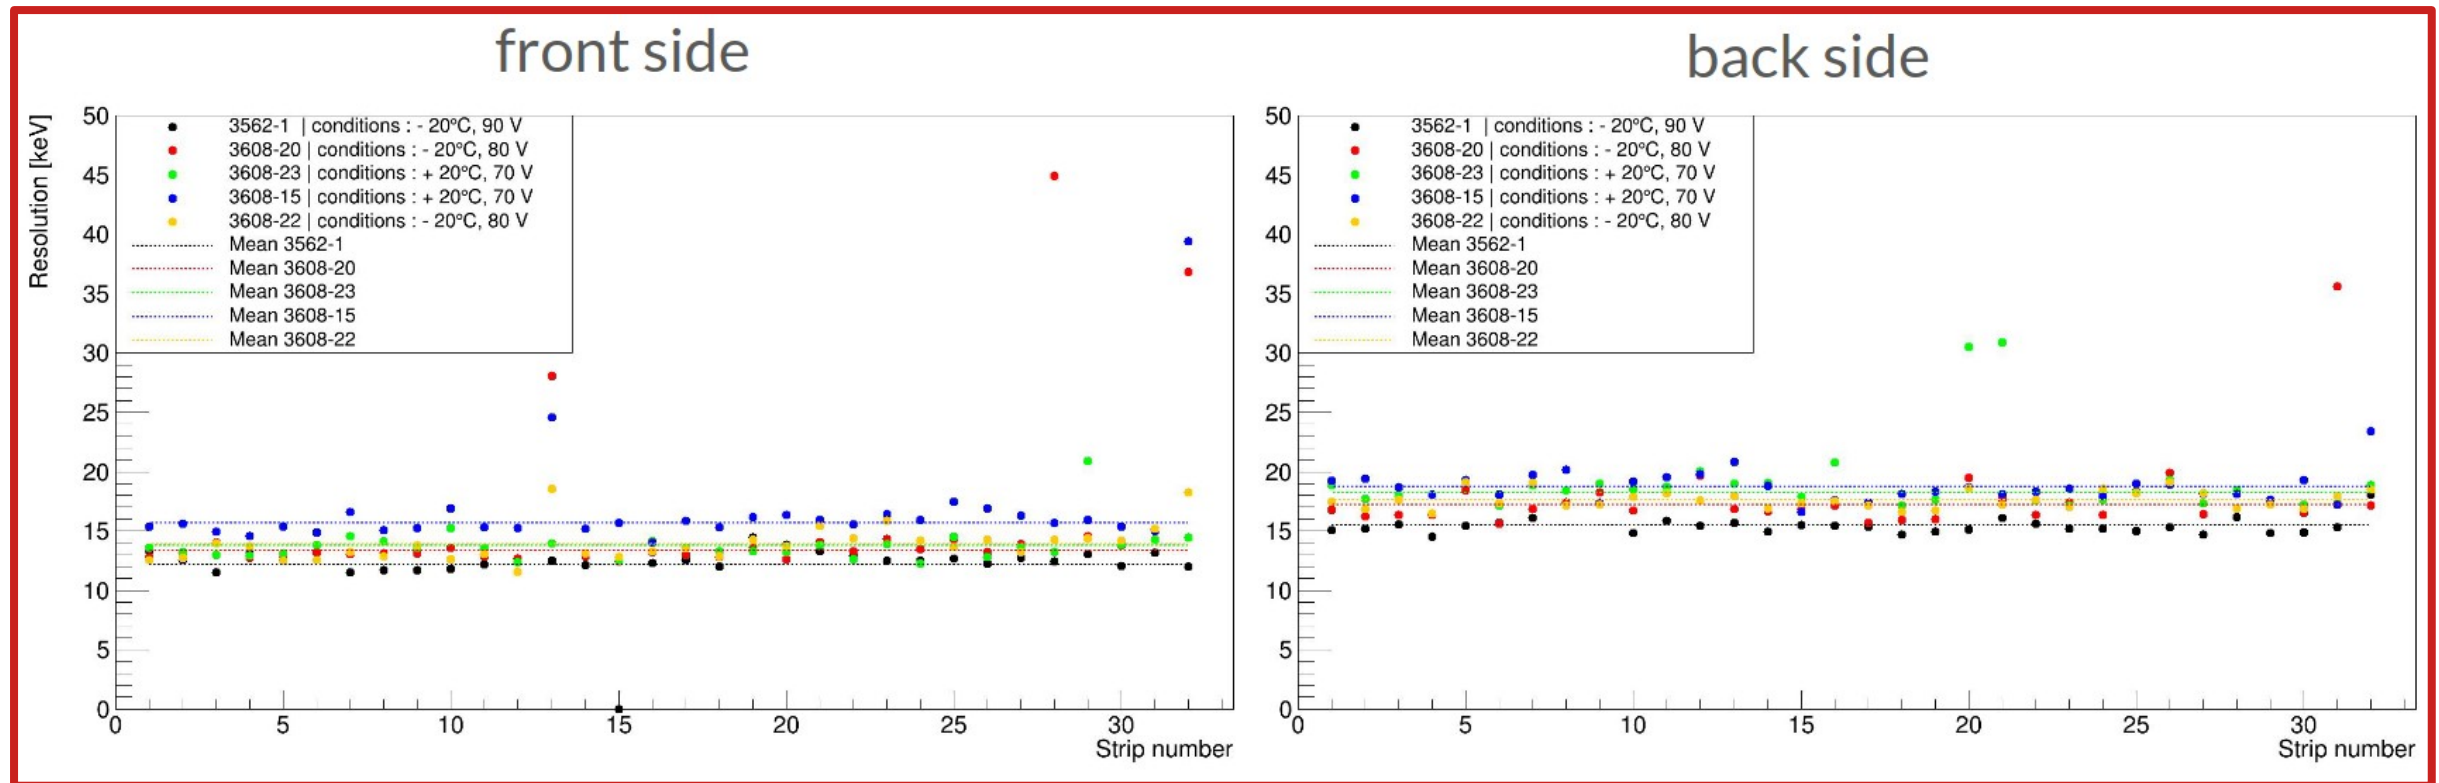 front side
Resolution [keV]
50
45
40
35
30
25
20
15
10
5
0
3562-1 | conditions : - 20°C, 90 V
3608-20 | conditions : - 20°C, 80 V
3608-23 | conditions : + 20°C, 70 V
3608-15 | conditions : + 20°C, 70 V
3608-22 | conditions : - 20°C, 80 V
Mean 3562-1
Mean 3608-20
Mean 3608-23
Mean 3608-15
Mean 3608-22
0 5 10 15 20 25 30
Strip number
back side
50
45
40
35
30
25
20
15
10
5
0
3562-1 | conditions : - 20°C, 90 V
3608-20 | conditions : - 20°C, 80 V
3608-23 | conditions : + 20°C, 70 V
3608-15 | conditions : + 20°C, 70 V
3608-22 | conditions : - 20°C, 80 V
Mean 3562-1
Mean 3608-20
Mean 3608-23
Mean 3608-15
Mean 3608-22
0 5 10 15 20 25 30
Strip number